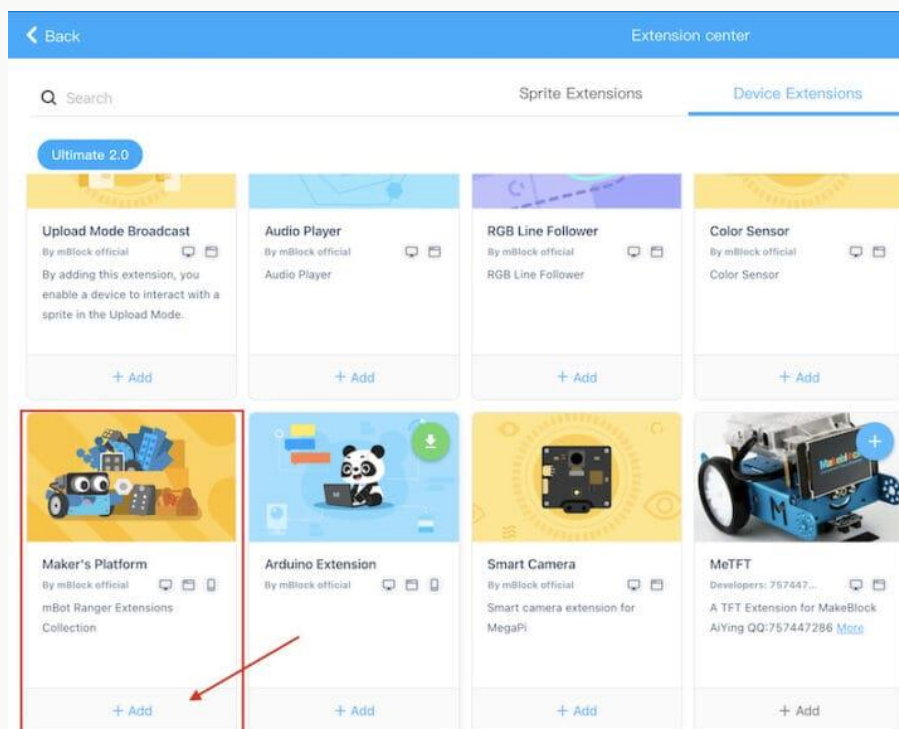 Back
Extension center
Search
Sprite Extensions
Device Extensions
Ultimate 2.0
Upload Mode Broadcast
By mBlock official
By adding this extension, you
enable a device to interact with a
sprite in the Upload Mode.
+ Add
Audio Player
By mBlock official
Audio Player
+ Add
RGB Line Follower
By mBlock official
RGB Line Follower
+ Add
Color Sensor
By mBlock official
Color Sensor
+ Add
Maker's Platform
By mBlock official
mBot Ranger Extensions
Collection
+ Add
Arduino Extension
By mBlock official
+ Add
Smart Camera
By mBlock official
Smart camera extension for
MegaPi
+ Add
M
MeTFT
Developers: 757447...
A TFT Extension for MakeBlock
AiYing QQ:757447286 More
+ Add